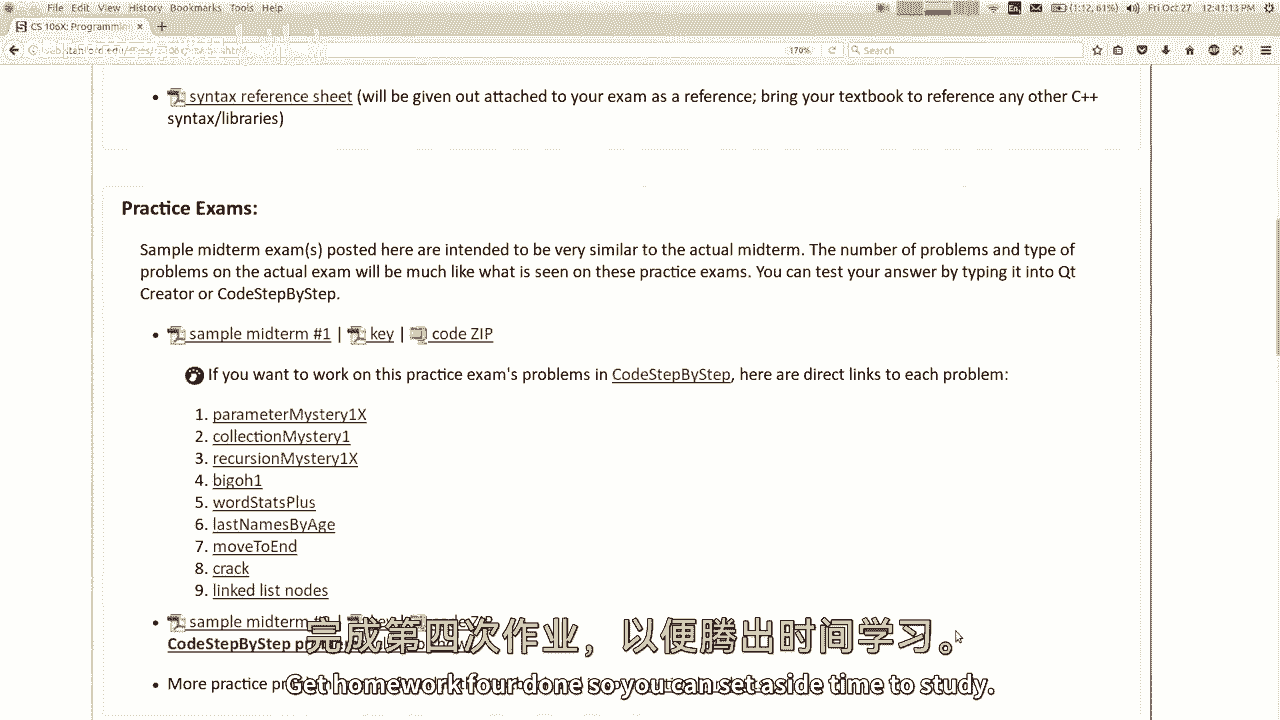 File Edit View History Bookmarks Tools Help
En
(1:12, 61%)
Fri Oct 27 12:41:13 PM
CS 106X: Programming
170%
Search
syntax reference sheet (will be given out attached to your exam as a reference; bring your textbook to reference any other C++
syntax/libraries)
Practice Exams:
Sample midterm exam(s) posted here are intended to be very similar to the actual midterm. The number of problems and type of
problems on the actual exam will be much like what is seen on these practice exams. You can test your answer by typing it into Qt
Creator or CodeStepByStep.
sample midterm #1 | key | code ZIP
If you want to work on this practice exam's problems in CodeStepByStep, here are direct links to each problem:
1. parameterMystery1X
2. collectionMystery1
3. recursionMystery1X
4. bigoh1
5. wordStatsPlus
6. lastNamesByAge
7. moveToEnd
8. crack
9. linked list nodes
sample midterm
完成第四次作业，以便腾出时间学习。
CodeStepByStep
More practice
Get homework four done so you can set aside time to study.